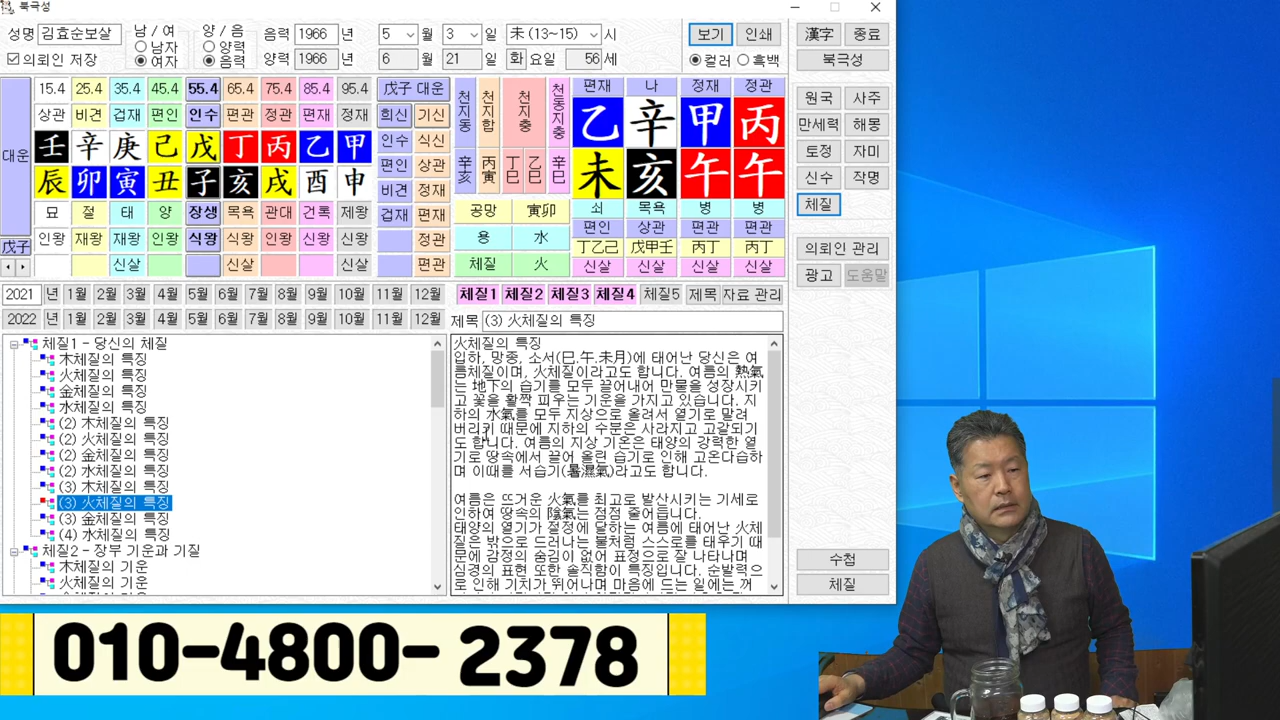 북극성
성명 김효순보살 남 / 여 양 / 음 음력 1966 년 5 월 3 일 未 (13~15) 시 보기 인쇄 漢字 종료
의뢰인 저장 남자 여자 양력 음력 양력 1966 년 6 월 21 일 화 요일 56 세 컬러 흑백 북극성
대운 15.4 25.4 35.4 45.4 55.4 65.4 75.4 85.4 95.4 戊子 대운
상관 비견 겁재 편인 인수 편관 정관 편재 정재 희신 기신
壬 辛 庚 己 戊 丁 丙 乙 甲 인수 식신
辰 卯 寅 丑 子 亥 戌 酉 申 편인 상관
비견 정재
묘 절 태 양 장생 목욕 관대 건록 제왕 겁재 편재
인왕 재왕 재왕 인왕 식왕 식왕 인왕 신왕 신왕 정관
戊子 신살 신살 신살 편관
천지동 천지합 천지충 천동지충
辛亥 丙寅 丁巳 乙巳 辛巳
공망 寅卯
용 水
체질 火
편재 나 정재 정관
乙 辛 甲 丙
未 亥 午 午
쇠 목욕 병 병
편인 상관 편관 편관
丁乙己 戊甲壬 丙丁 丙丁
신살 신살 신살 신살
원국 사주
만세력 해몽
토정 자미
신수 작명
체질
의뢰인 관리
광고 도움말
2021 년 1월 2월 3월 4월 5월 6월 7월 8월 9월 10월 11월 12월 체질1 체질2 체질3 체질4 체질5 제목 자료 관리
2022 년 1월 2월 3월 4월 5월 6월 7월 8월 9월 10월 11월 12월 제목 (3) 火체질의 특징
체질1 - 당신의 체질
木체질의 특징
火체질의 특징
金체질의 특징
水체질의 특징
(2) 木체질의 특징
(2) 火체질의 특징
(2) 金체질의 특징
(2) 水체질의 특징
(3) 木체질의 특징
(3) 火체질의 특징
(3) 金체질의 특징
(4) 水체질의 특징
체질2 - 장부 기운과 기질
木체질의 기운
火체질의 기운
火체질의 특징
입하, 망종, 소서(巳.午.未月)에 태어난 당신은 여
름체질이며, 火체질이라고도 합니다. 여름의 熱氣
는 地下의 습기를 모두 끌어내어 만물을 성장시키
고 꽃을 활짝 피우는 기운을 가지고 있습니다. 지
하의 水氣를 모두 지상으로 올려서 열기로 말려
버리기 때문에 지하의 수분은 사라지고 고갈되기
도 합니다. 여름의 지상 기온은 태양의 강력한 열
기로 땅속에서 끌어 올린 습기로 인해 고온다습하
며 이때를 서습기(暑濕氣)라고도 합니다.
여름은 뜨거운 火氣를 최고로 발산시키는 기세로
인하여 땅속의 陰氣는 점점 줄어듭니다.
태양의 열기가 절정에 달하는 여름에 태어난 火체
질은 밖으로 드러나는 불처럼 스스로를 태우기 때
문에 감정의 숨김이 없어 표정으로 잘 나타나며
심경의 표현 또한 솔직함이 특징입니다. 순발력으
로 인해 기치가 뛰어나며 마음에 드는 일에는 꺼
수첩
체질
010-4800-2378